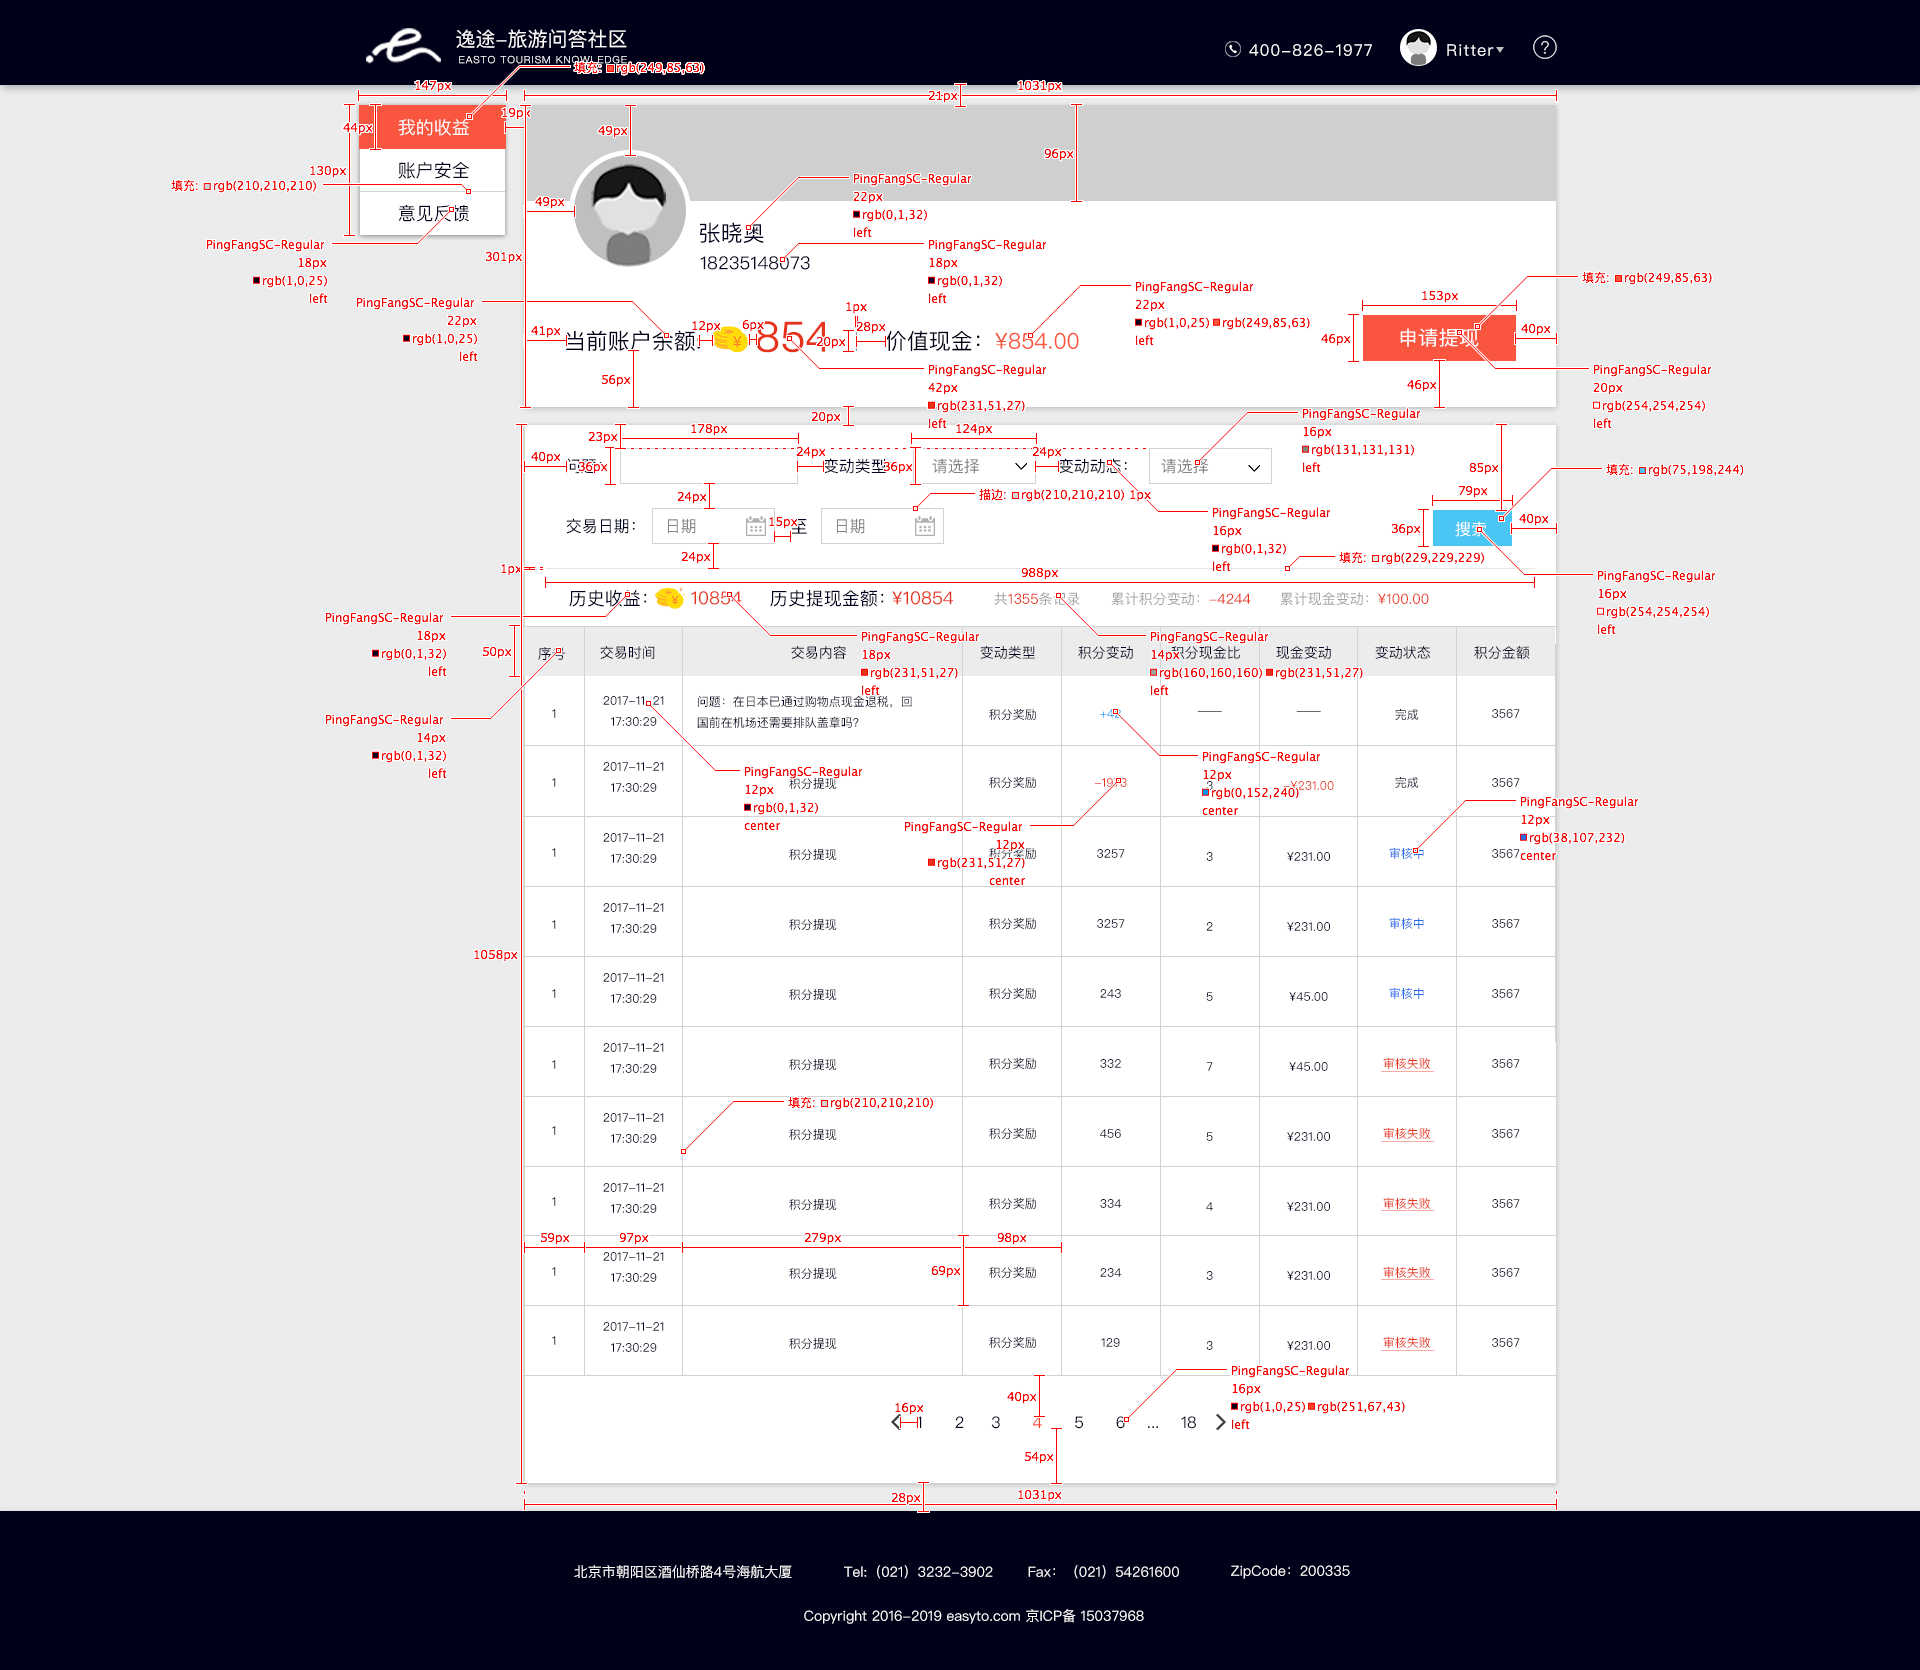 逸途-旅游问答社区
EASTO TOURISM KNOWLEDGE
400-826-1977
Ritter
?
填充: rgb(249,85,63)
147px
21px
1031px
19px
44px
我的收益
账户安全
意见反馈
130px
填充: rgb(210,210,210)
PingFangSC-Regular
18px
rgb(1,0,25)
left
49px
96px
49px
301px
张晓奥
18235148073
PingFangSC-Regular
22px
rgb(0,1,32)
left
PingFangSC-Regular
18px
rgb(0,1,32)
left
PingFangSC-Regular
22px
rgb(1,0,25)
left
41px
当前账户余额:
12px
6px
854
1px
20px
28px
价值现金：
¥854.00
PingFangSC-Regular
22px
rgb(1,0,25) rgb(249,85,63)
left
填充: rgb(249,85,63)
153px
46px
申请提现
40px
46px
PingFangSC-Regular
20px
rgb(254,254,254)
left
56px
PingFangSC-Regular
42px
rgb(231,51,27)
left
20px
23px
178px
124px
40px
36px
24px
变动类型
36px
请选择
24px
变动动态：
请选择
PingFangSC-Regular
16px
rgb(131,131,131)
left
85px
填充: rgb(75,198,244)
79px
24px
描边: rgb(210,210,210) 1px
交易日期：
日期
15px
至
日期
36px
搜索
40px
PingFangSC-Regular
16px
rgb(0,1,32)
left
24px
填充: rgb(229,229,229)
1px
988px
PingFangSC-Regular
16px
rgb(254,254,254)
left
历史收益：
10854
历史提现金额：
¥10854
共1355条记录
累计积分变动：-4244
累计现金变动：¥100.00
PingFangSC-Regular
18px
rgb(0,1,32)
left
PingFangSC-Regular
18px
rgb(231,51,27)
left
PingFangSC-Regular
14px
rgb(160,160,160) rgb(231,51,27)
left
50px
序号 交易时间 交易内容 变动类型 积分变动 积分现金比 现金变动 变动状态 积分金额
PingFangSC-Regular
14px
rgb(0,1,32)
left
1 2017-11-21 17:30:29 问题：在日本已通过购物点现金退税，回
国前在机场还需要排队盖章吗? 积分奖励 +42 —— —— 完成 3567
PingFangSC-Regular
12px
rgb(0,1,32)
center
PingFangSC-Regular
12px
rgb(0,152,240)
center
1 2017-11-21 17:30:29 积分提现 积分奖励 -1973 3 -¥231.00 完成 3567
PingFangSC-Regular
12px
rgb(231,51,27)
center
PingFangSC-Regular
12px
rgb(38,107,232)
center
1 2017-11-21 17:30:29 积分提现 积分奖励 3257 3 ¥231.00 审核中 3567
1 2017-11-21 17:30:29 积分提现 积分奖励 3257 2 ¥231.00 审核中 3567
1058px
1 2017-11-21 17:30:29 积分提现 积分奖励 243 5 ¥45.00 审核中 3567
1 2017-11-21 17:30:29 积分提现 积分奖励 332 7 ¥45.00 审核失败 3567
填充: rgb(210,210,210)
1 2017-11-21 17:30:29 积分提现 积分奖励 456 5 ¥231.00 审核失败 3567
1 2017-11-21 17:30:29 积分提现 积分奖励 334 4 ¥231.00 审核失败 3567
59px 97px 279px 98px
69px
1 2017-11-21 17:30:29 积分提现 积分奖励 234 3 ¥231.00 审核失败 3567
1 2017-11-21 17:30:29 积分提现 积分奖励 129 3 ¥231.00 审核失败 3567
PingFangSC-Regular
16px
rgb(1,0,25) rgb(251,67,43)
left
40px
16px
1 2 3 4 5 6 ... 18
54px
28px
1031px
北京市朝阳区酒仙桥路4号海航大厦 Tel:（021）3232-3902 Fax：（021）54261600 ZipCode：200335
Copyright 2016-2019 easyto.com 京ICP备 15037968